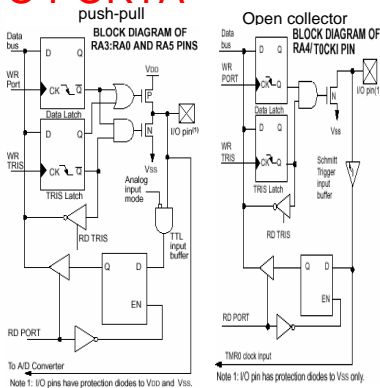 push-pull
Data
bus
BLOCK DIAGRAM OF
RA3:RA0 AND RA5 PINS
D
Q
VDD
WR
Port
CK
Q
P
Data Latch
N
I/O pin(1)
D
Q
WR
TRIS
CK
Q
VSS
TRIS Latch
Analog
input
mode
RD TRIS
TTL
input
buffer
Q
D
EN
RD PORT
To A/D Converter
Note 1: I/O pins have protection diodes to VDD and VSS.
Open collector
Data
bus
BLOCK DIAGRAM OF
RA4/T0CKI PIN
D
Q
WR
PORT
CK
Q
Data Latch
N
I/O pin(1
D
Q
VSS
WR
TRIS
CK
Q
TRIS Latch
Schmitt
Trigger
input
buffer
RD TRIS
Q
D
EN
RD PORT
TMR0 clock input
Note 1: I/O pin has protection diodes to VSS only.